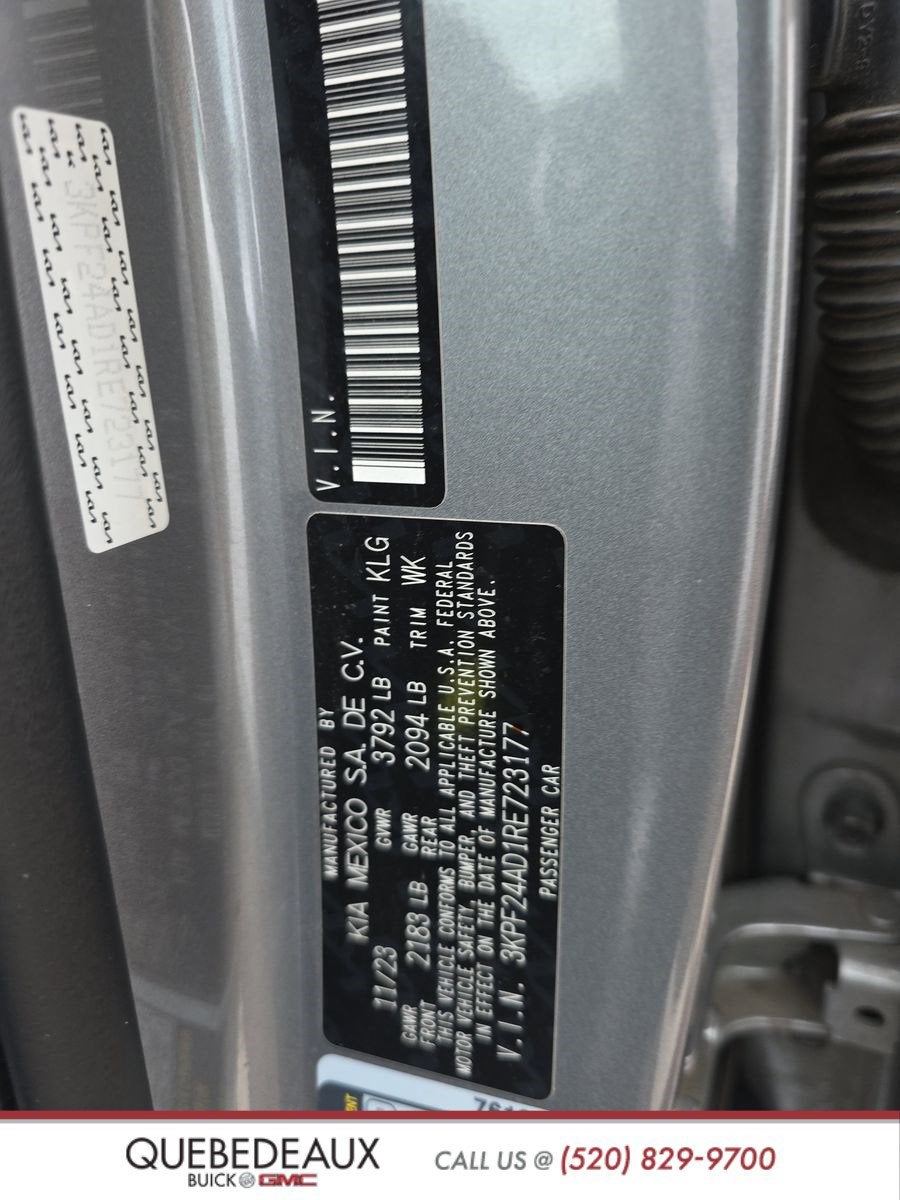 3KPF24AD1RE723177
V.I.N.
MANUFACTURED BY
KIA MEXICO S.A. DE C.V.
11/23 GVWR 3792 LB PAINT KLG
GAWR FRONT 2183 LB GAWR REAR 2094 LB TRIM WK
THIS VEHICLE CONFORMS TO ALL APPLICABLE U.S.A. FEDERAL
MOTOR VEHICLE SAFETY, BUMPER, AND THEFT PREVENTION STANDARDS
IN EFFECT ON THE DATE OF MANUFACTURE SHOWN ABOVE.
V.I.N. 3KPF24AD1RE723177
PASSENGER CAR
QUEBEDEAUX
BUICK GMC
CALL US @ (520) 829-9700